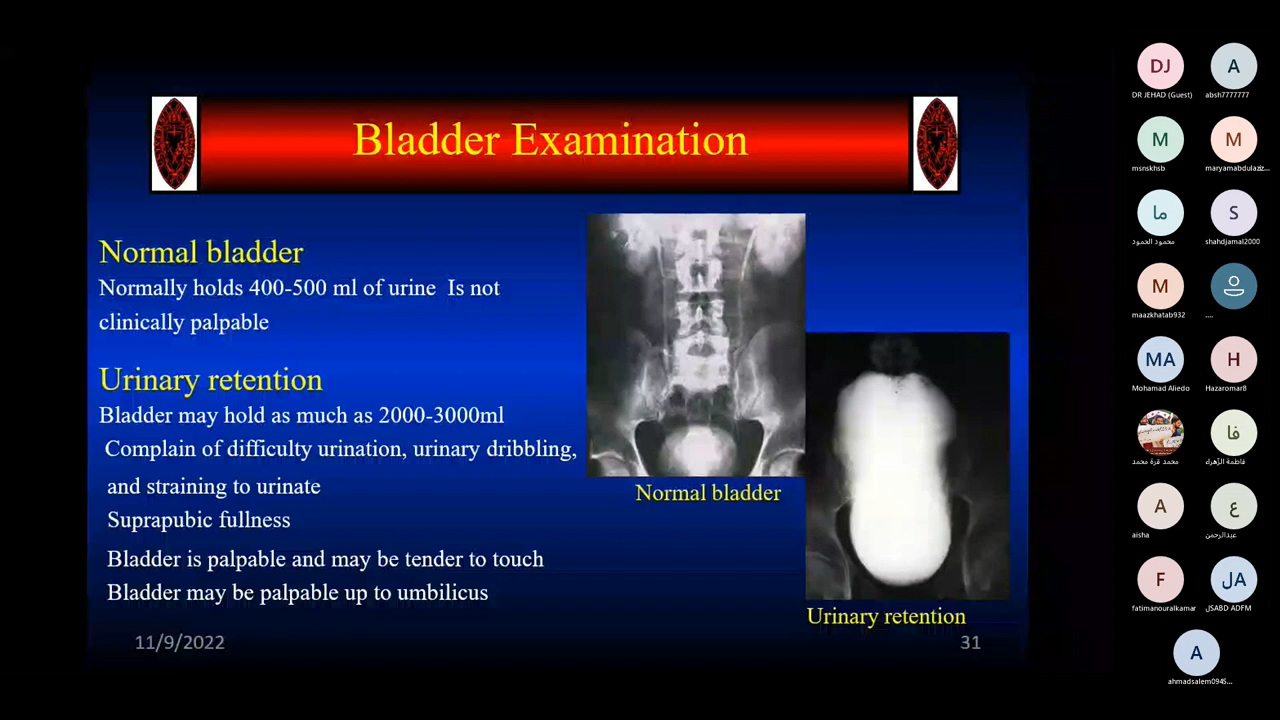 Bladder Examination
Normal bladder
Normally holds 400-500 ml of urine  Is not
clinically palpable
Urinary retention
Bladder may hold as much as 2000-3000ml
Complain of difficulty urination, urinary dribbling,
and straining to urinate
Suprapubic fullness
Bladder is palpable and may be tender to touch
Bladder may be palpable up to umbilicus
Normal bladder
Urinary retention
11/9/2022
31
DJ
DR JEHAD (Guest)
A
absh7777777
M
msnskhsb
M
maryamabdulaziz...
ما
محمود الحمود
S
shahdjamal2000
M
maazkhatab932
....
MA
Mohamad Aliedo
H
Hazaromar8
محمد قرة محمد
فا
فاطمة الزهراء
A
aisha
ع
عبدالرحمن
F
fatimanouralkamar
JA
JSABD ADFM
A
ahmadsalem0945...